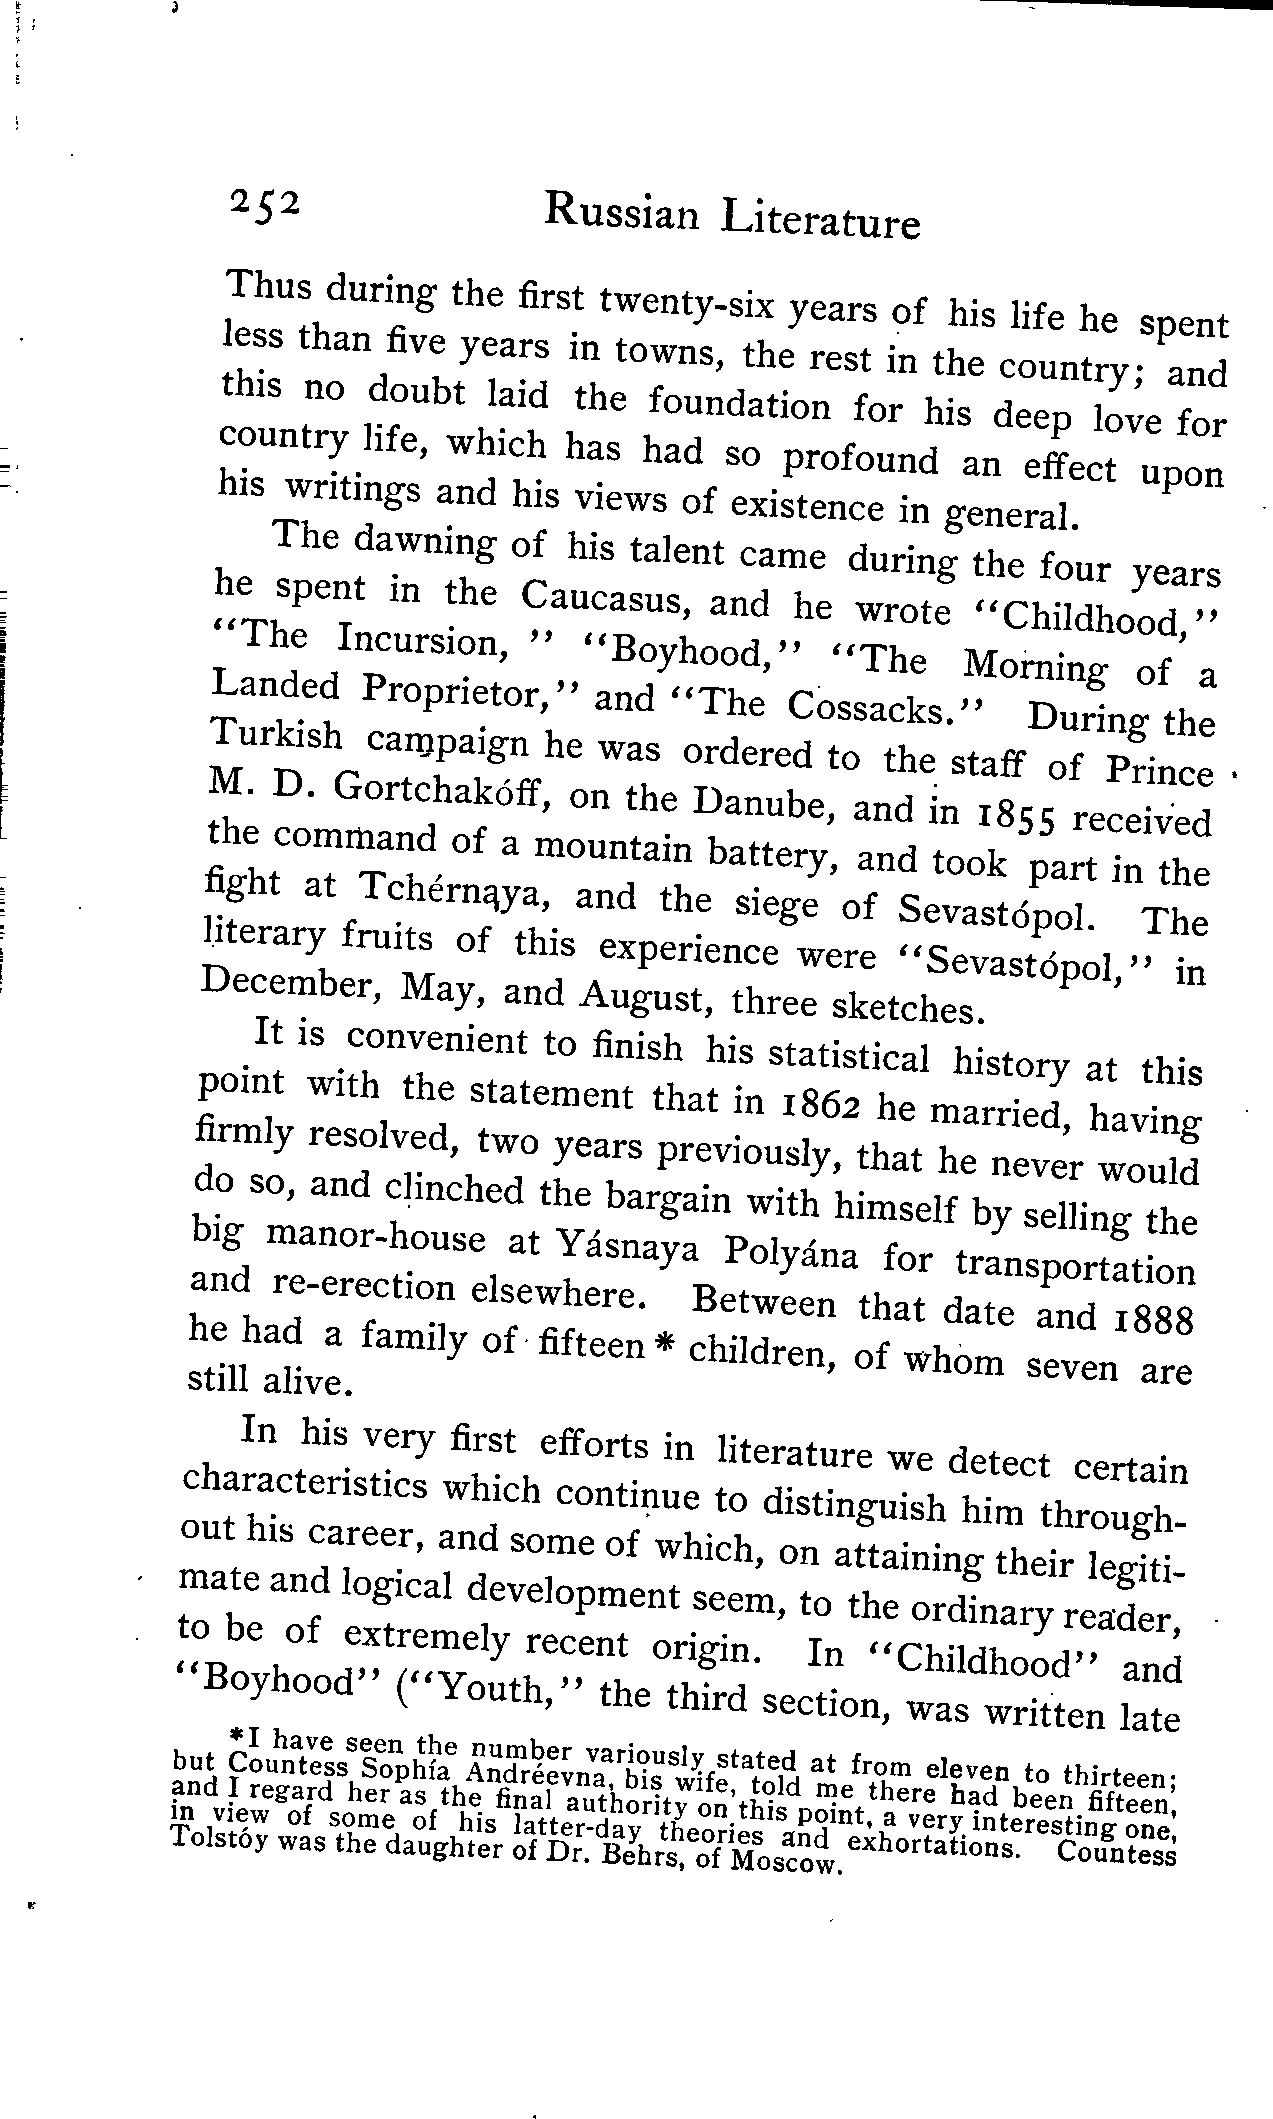 252 Russian Literature
Thus during the first twenty-six years of his life he spent
less than five years in towns, the rest in the country; and
this no doubt laid the foundation for his deep love for
country life, which has had so profound an effect upon
his writings and his views of existence in general.
The dawning of his talent came during the four years
he spent in the Caucasus, and he wrote “Childhood,”
“The Incursion, ” “Boyhood,” “The Morning of a
Landed Proprietor,” and “The Cossacks.” During the
Turkish campaign he was ordered to the staff of Prince
M. D. Gortchakóff, on the Danube, and in 1855 received
the command of a mountain battery, and took part in the
fight at Tchérnaya, and the siege of Sevastópol. The
literary fruits of this experience were “Sevastópol,” in
December, May, and August, three sketches.
It is convenient to finish his statistical history at this
point with the statement that in 1862 he married, having
firmly resolved, two years previously, that he never would
do so, and clinched the bargain with himself by selling the
big manor-house at Yásnaya Polyána for transportation
and re-erection elsewhere. Between that date and 1888
he had a family of fifteen * children, of whom seven are
still alive.
In his very first efforts in literature we detect certain
characteristics which continue to distinguish him through-
out his career, and some of which, on attaining their legiti-
mate and logical development seem, to the ordinary reader,
to be of extremely recent origin. In “Childhood” and
“Boyhood” (“Youth,” the third section, was written late
*I have seen the number variously stated at from eleven to thirteen;
but Countess Sophía Andréevna, his wife, told me there had been fifteen,
and I regard her as the final authority on this point, a very interesting one,
in view of some of his latter-day theories and exhortations. Countess
Tolstóy was the daughter of Dr. Behrs, of Moscow.